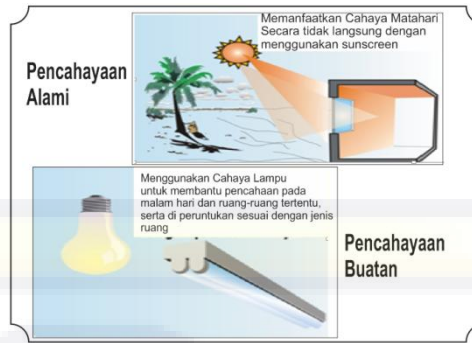 Memanfaatkan Cahaya Matahari
Secara tidak langsung dengan
menggunakan sunscreen
Pencahayaan
Alami
Menggunakan Cahaya Lampu
untuk membantu pencahaan pada
malam hari dan ruang-ruang tertentu,
serta di peruntukan sesuai dengan jenis
ruang
Pencahayaan
Buatan